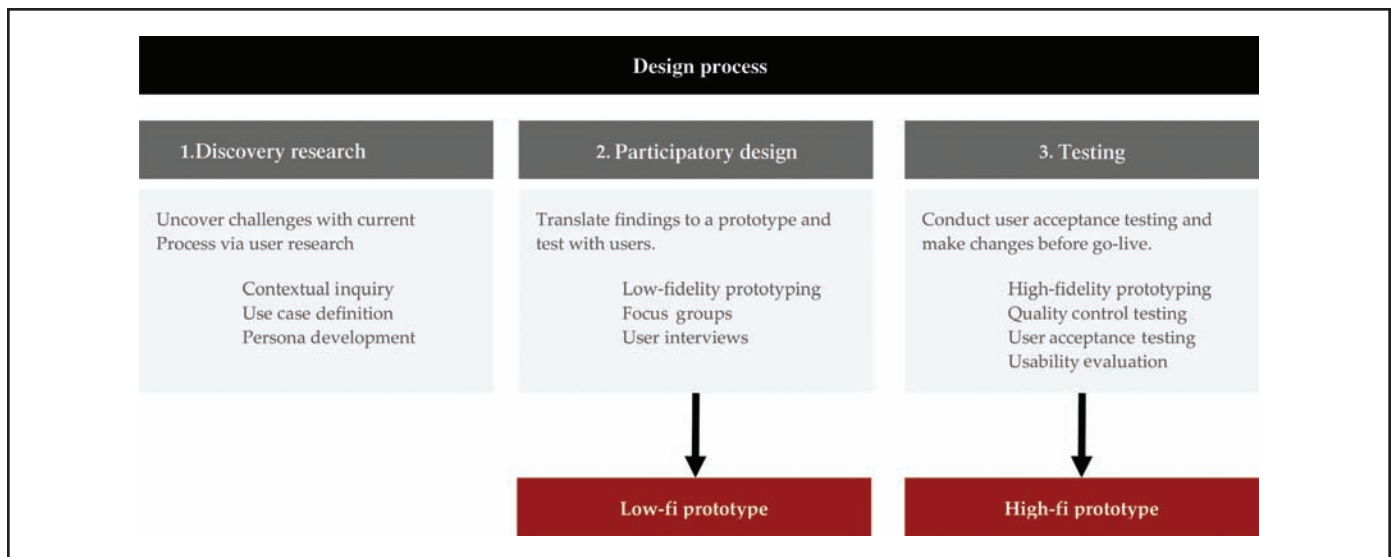 Design process
1.Discovery research
Uncover challenges with current
Process via user research
Contextual inquiry
Use case definition
Persona development
2. Participatory design
Translate findings to a prototype and
test with users.
Low-fidelity prototyping
Focus groups
User interviews
Low-fi prototype
3. Testing
Conduct user acceptance testing and
make changes before go-live.
High-fidelity prototyping
Quality control testing
User acceptance testing
Usability evaluation
High-fi prototype